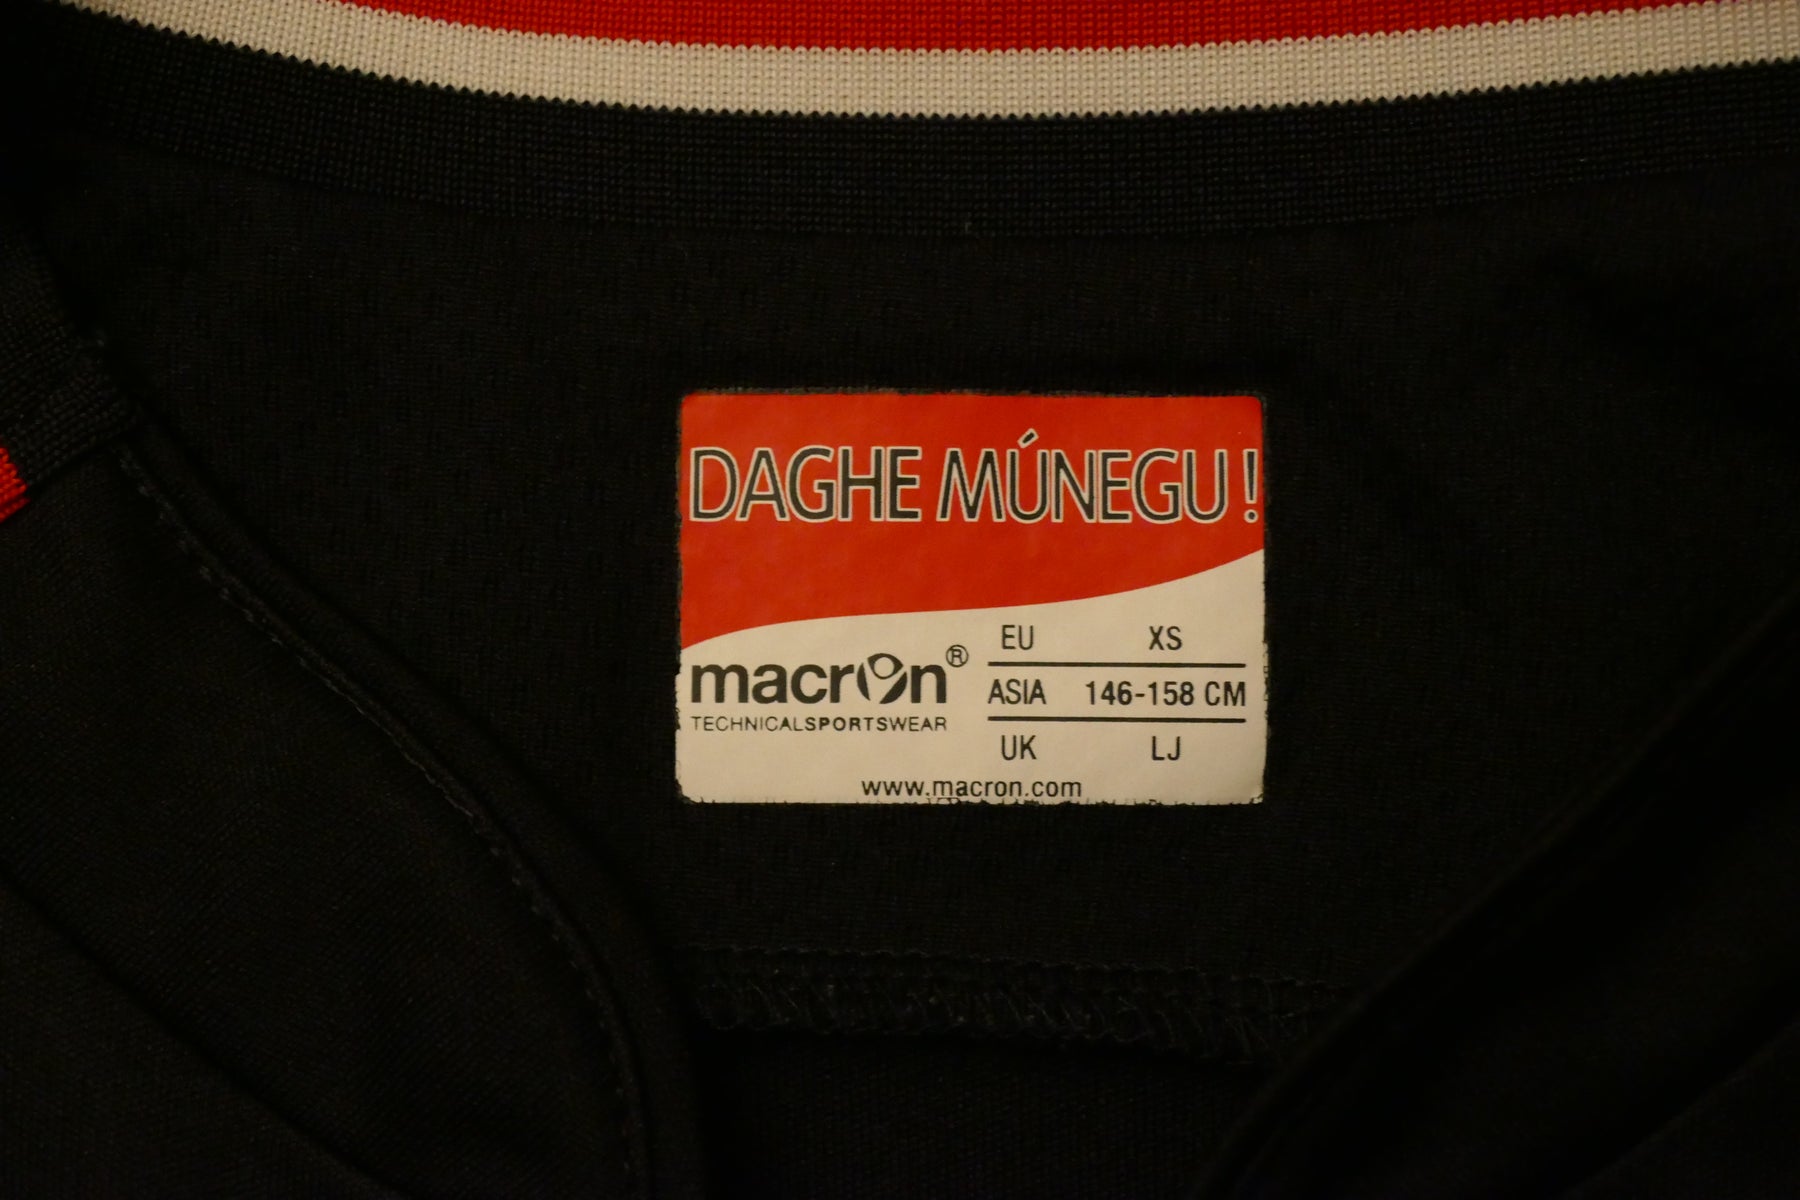 DAGHE MÚNEGU!
macron®
TECHNICALSPORTSWEAR
EU XS
ASIA 146-158 CM
UK LJ
www.macron.com